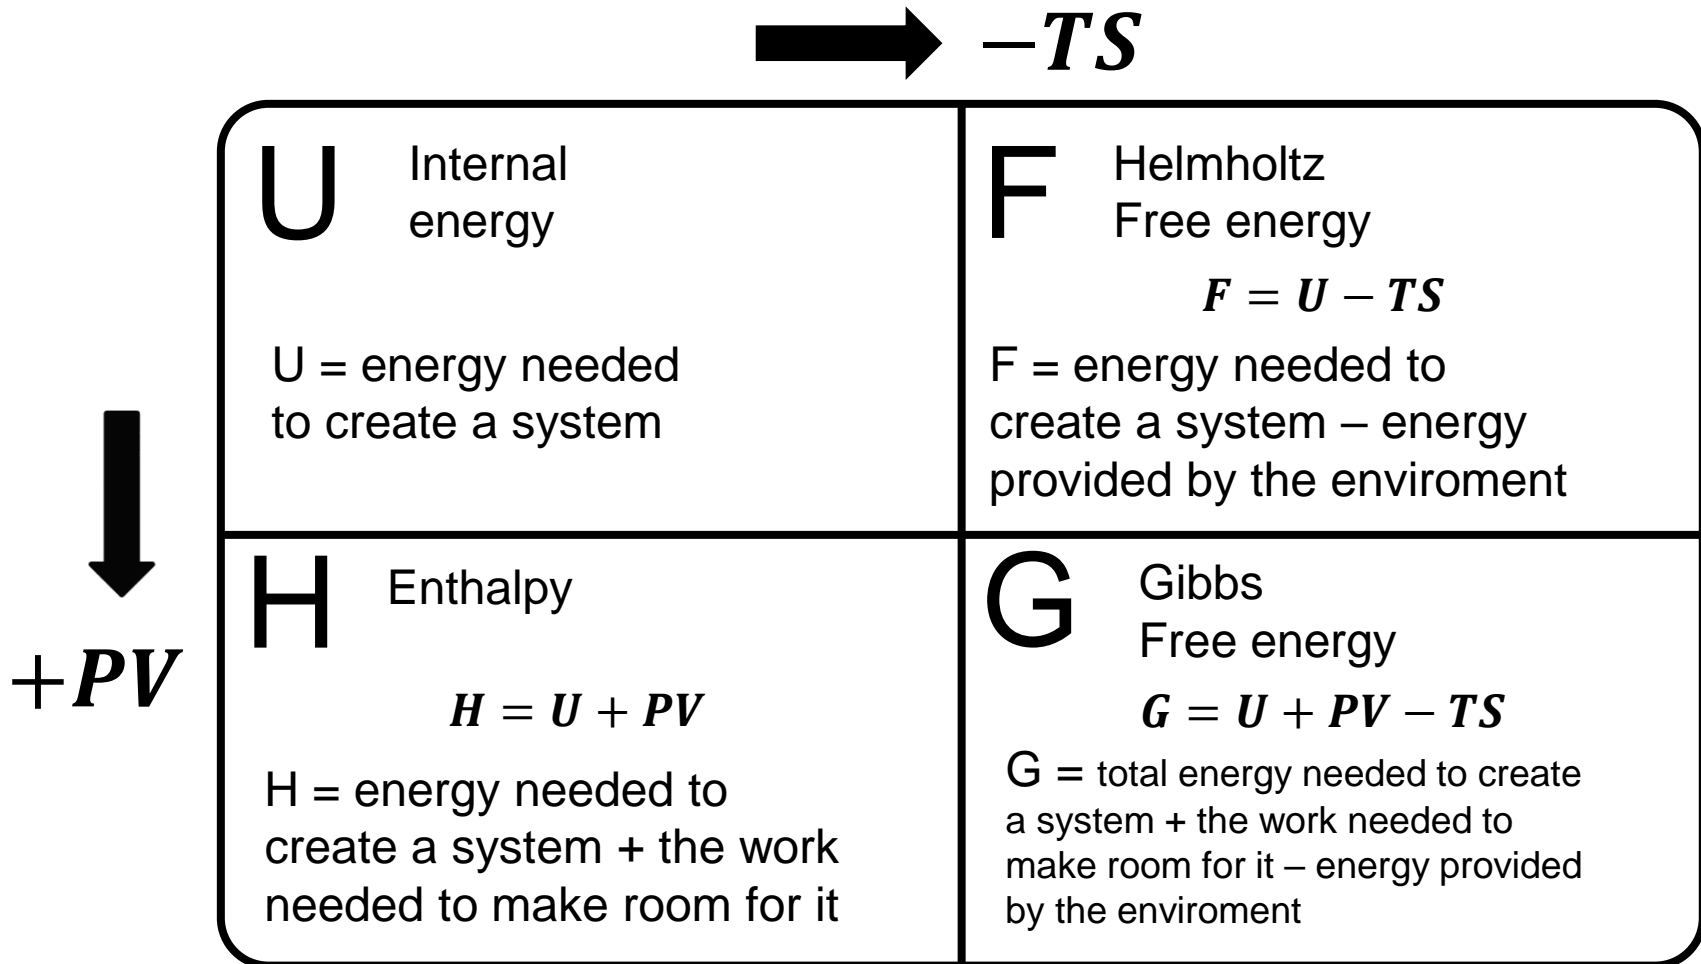 −TS
U
Internal
energy
U = energy needed
to create a system
F
Helmholtz
Free energy
F = U − TS
F = energy needed to
create a system – energy
provided by the enviroment
+PV
H
Enthalpy
H = U + PV
H = energy needed to
create a system + the work
needed to make room for it
G
Gibbs
Free energy
G = U + PV − TS
G = total energy needed to create
a system + the work needed to
make room for it – energy provided
by the enviroment